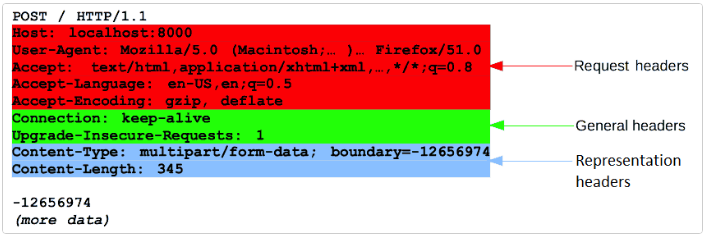 POST / HTTP/1.1
Host: localhost:8000
User-Agent: Mozilla/5.0 (Macintosh;… )… Firefox/51.0
Accept: text/html,application/xhtml+xml,…,*/*;q=0.8
Accept-Language: en-US,en;q=0.5
Accept-Encoding: gzip, deflate
Connection: keep-alive
Upgrade-Insecure-Requests: 1
Content-Type: multipart/form-data; boundary=-12656974
Content-Length: 345
-12656974
(more data)
Request headers
General headers
Representation
headers